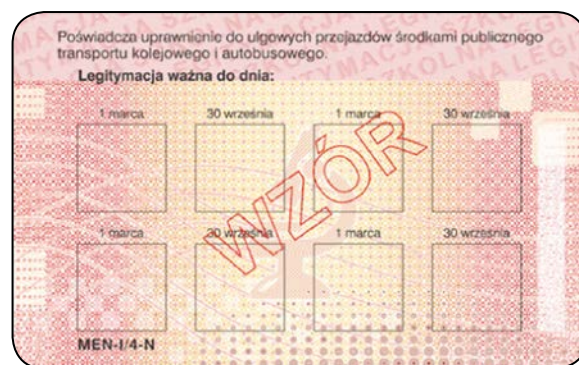 Poświadcza uprawnienie do ulgowych przejazdów środkami publicznego
transportu kolejowego i autobusowego.
Legitymacja ważna do dnia:
1 marca 30 września 1 marca 30 września
WZÓR
1 marca 30 września 1 marca 30 września
MEN-I/4-N